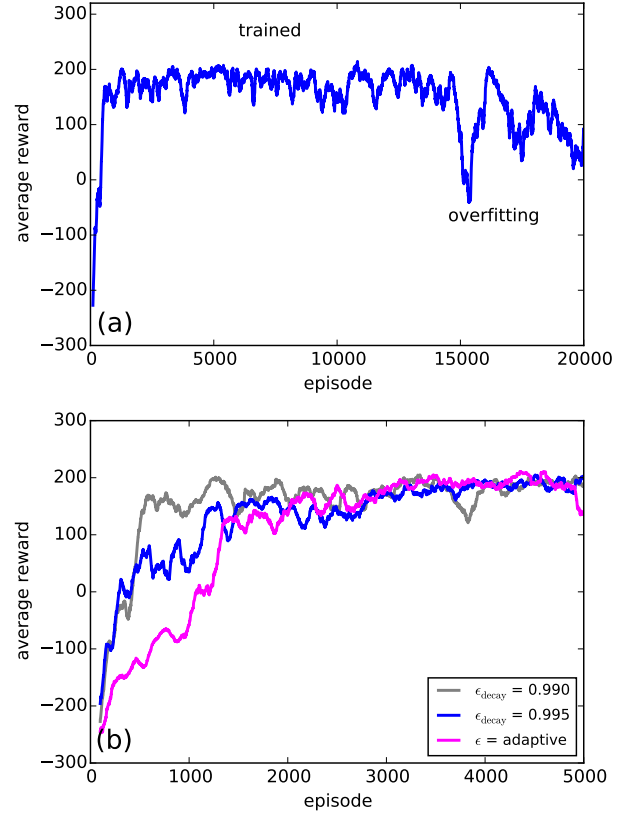 trained
overfitting
(a)
average reward
300
200
100
0
−100
−200
−300
0
5000
10000
15000
20000
episode
(b)
average reward
300
200
100
0
−100
−200
−300
ϵdecay = 0.990
ϵdecay = 0.995
ϵ = adaptive
0
1000
2000
3000
4000
5000
episode